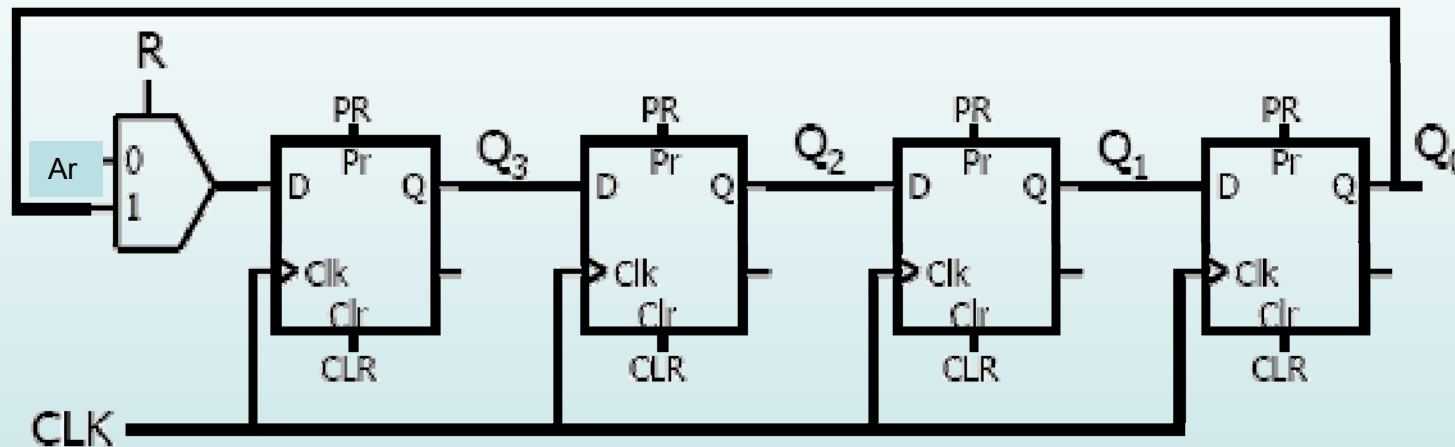 R
PR PR PR PR
Ar 0 Pr Q3 Pr Q2 Pr Q1 Pr
1 D Q D Q D Q D Q
Clk Clk Clk Clk
Clr Clr Clr Clr
CLR CLR CLR CLR
CLK